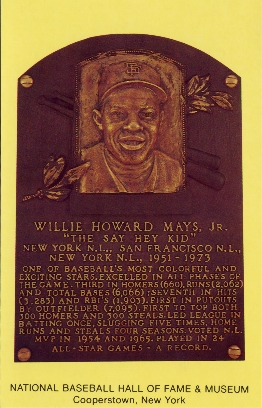 WILLIE HOWARD MAYS, JR.
"THE SAY HEY KID"
NEW YORK N.L., SAN FRANCISCO N.L.,
NEW YORK N.L., 1951-1973
ONE OF BASEBALL'S MOST COLORFUL AND
EXCITING STARS. EXCELLED IN ALL PHASES OF
THE GAME. THIRD IN HOMERS (660), RUNS (2,062)
AND TOTAL BASES (6,066); SEVENTH IN HITS
(3,283) AND RBI'S (1,903). FIRST IN PUTOUTS
BY OUTFIELDER (7,095). FIRST TO TOP BOTH
300 HOMERS AND 300 STEALS. LED LEAGUE IN
BATTING ONCE, SLUGGING FIVE TIMES, HOME
RUNS AND STEALS FOUR SEASONS. VOTED N.L.
MVP IN 1954 AND 1965. PLAYED IN 24
ALL-STAR GAMES - A RECORD.
NATIONAL BASEBALL HALL OF FAME & MUSEUM
Cooperstown, New York